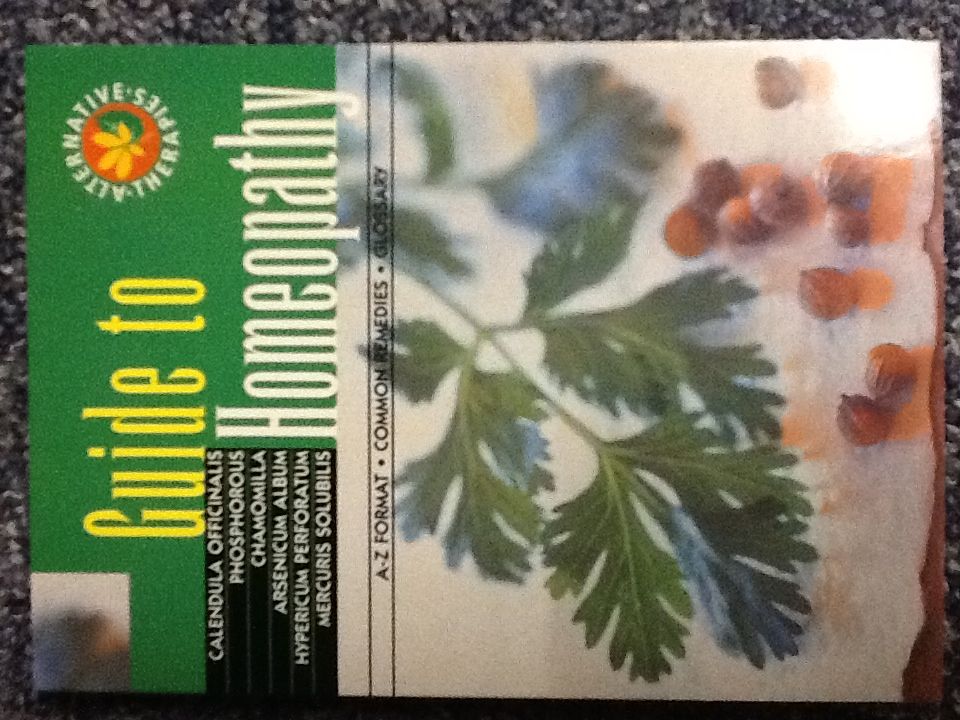 Guide to
Homeopathy
ALTERNATIVE • THERAPIES •
CALENDULA OFFICINALIS
PHOSPHOROUS
CHAMOMILLA
ARSENICUM ALBUM
HYPERICUM PERFORATUM
MERCURIS SOLUBILIS
A-Z FORMAT • COMMON REMEDIES • GLOSSARY